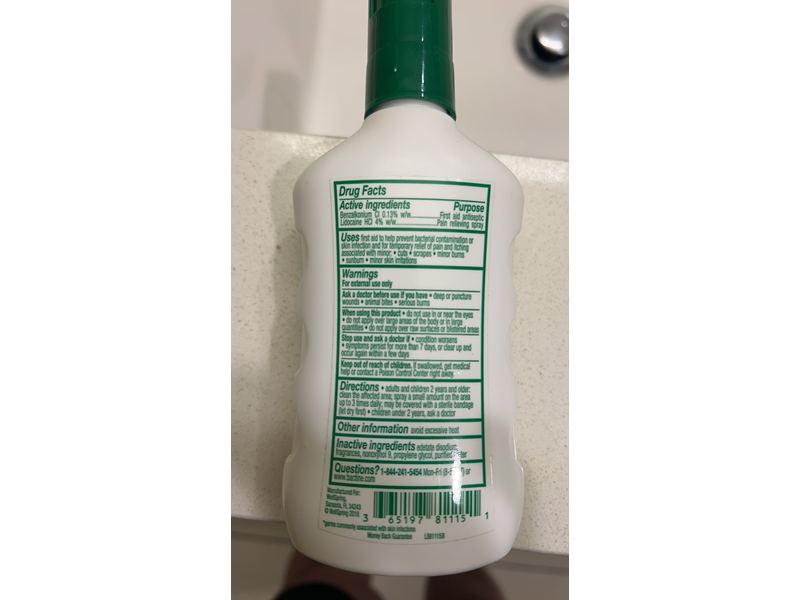 Drug Facts
Active ingredients Purpose
Benzalkonium Cl 0.13% w/w First aid antiseptic
Lidocaine HCl 4% w/w Pain relieving spray
Uses first aid to help prevent bacterial contamination or
skin infection and for temporary relief of pain and itching
associated with minor: • cuts • scrapes • minor burns
• sunburn • minor skin irritations
Warnings
For external use only
Ask a doctor before use if you have • deep or puncture
wounds • animal bites • serious burns
When using this product • do not use in or near the eyes
• do not apply over large areas of the body or in large
quantities • do not apply over raw surfaces or blistered areas
Stop use and ask a doctor if • condition worsens
• symptoms persist for more than 7 days, or clear up and
occur again within a few days
Keep out of reach of children. If swallowed, get medical
help or contact a Poison Control Center right away.
Directions • adults and children 2 years and older:
clean the affected area; spray a small amount on the area
up to 3 times daily; may be covered with a sterile bandage
(let dry first) • children under 2 years, ask a doctor
Other information avoid excessive heat
Inactive ingredients edetate disodium,
fragrances, nonoxynol 9, propylene glycol, purified water
Questions? 1-844-241-5454 Mon-Fri or
www.bactine.com
Manufactured For:
WellSpring,
Sarasota, FL 34243
© WellSpring 2018
3 65197 81115 1
*germs commonly associated with skin infections
Money Back Guarantee